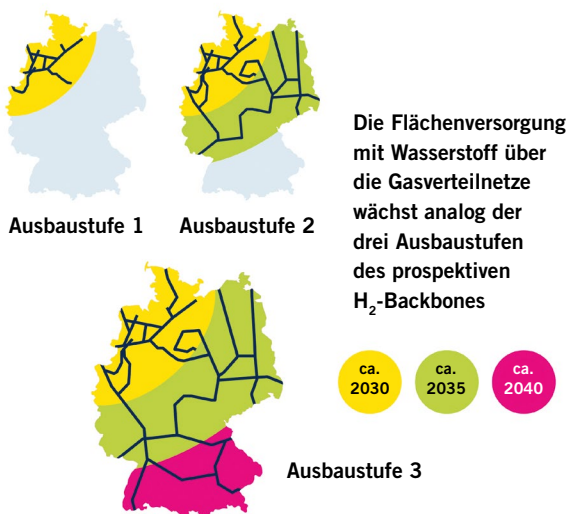 Ausbaustufe 1
Ausbaustufe 2
Die Flächenversorgung
mit Wasserstoff über
die Gasverteilnetze
wächst analog der
drei Ausbaustufen
des prospektiven
H₂-Backbones
ca.
2030
ca.
2035
ca.
2040
Ausbaustufe 3